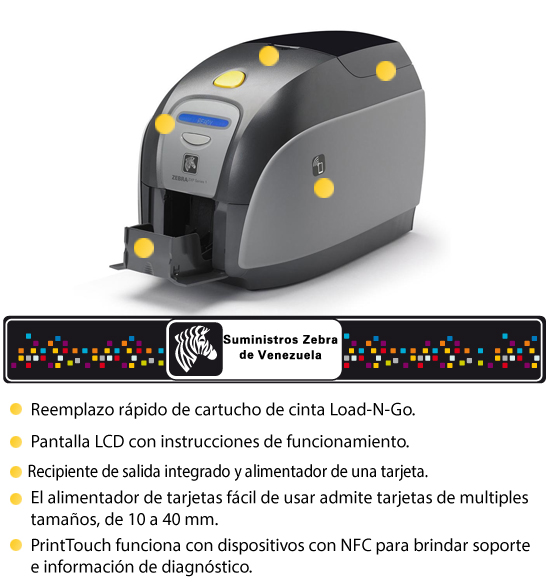 ZEBRA
Suministros Zebra
de Venezuela
Reemplazo rápido de cartucho de cinta Load-N-Go.
Pantalla LCD con instrucciones de funcionamiento.
Recipiente de salida integrado y alimentador de una tarjeta.
El alimentador de tarjetas fácil de usar admite tarjetas de multiples
tamaños, de 10 a 40 mm.
PrintTouch funciona con dispositivos con NFC para brindar soporte
e información de diagnóstico.